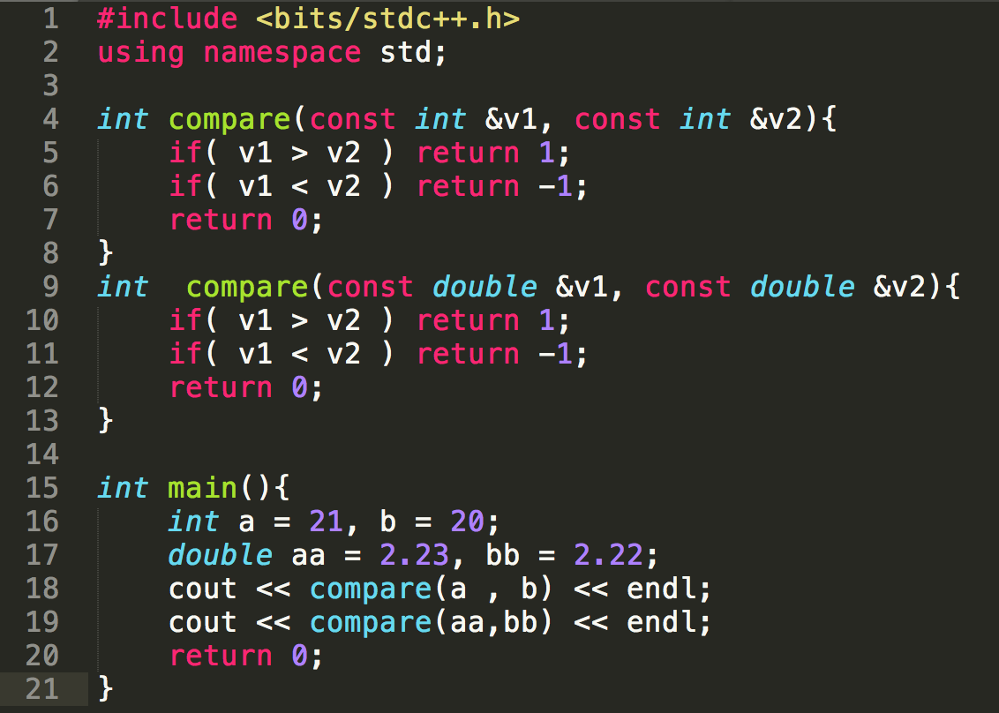 1 #include <bits/stdc++.h>
2 using namespace std;
3
4 int compare(const int &v1, const int &v2){
5     if( v1 > v2 ) return 1;
6     if( v1 < v2 ) return -1;
7     return 0;
8 }
9 int  compare(const double &v1, const double &v2){
10     if( v1 > v2 ) return 1;
11     if( v1 < v2 ) return -1;
12     return 0;
13 }
14
15 int main(){
16     int a = 21, b = 20;
17     double aa = 2.23, bb = 2.22;
18     cout << compare(a , b) << endl;
19     cout << compare(aa,bb) << endl;
20     return 0;
21 }